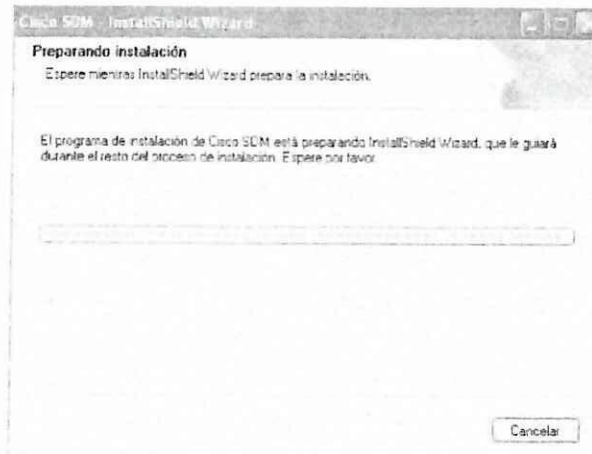 Cisco SDM - InstallShield Wizard
Preparando instalación
Espere mientras InstallShield Wizard prepara la instalación.
El programa de instalación de Cisco SDM está preparando InstallShield Wizard, que le guiará
durante el resto del proceso de instalación. Espere por favor.
Cancelar